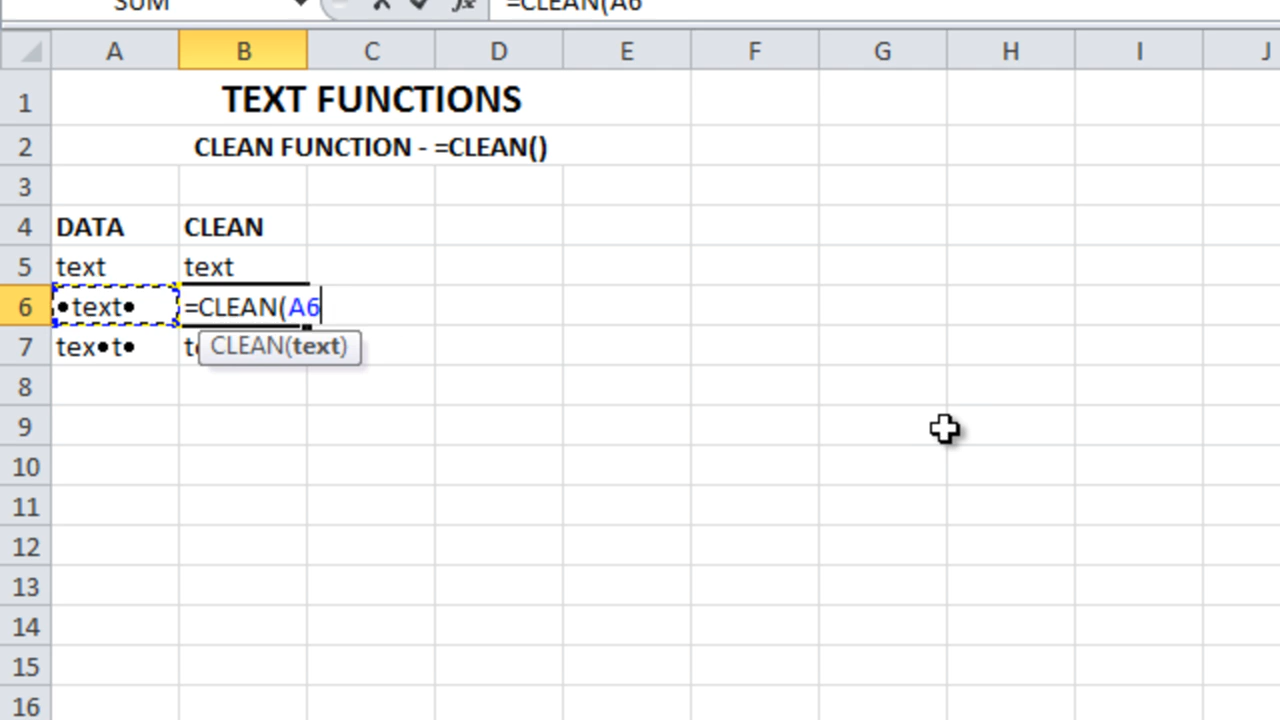 SUM =CLEAN(A6
A B C D E F G H I J
1 TEXT FUNCTIONS
2 CLEAN FUNCTION - =CLEAN()
3
4 DATA CLEAN
5 text text
6 •text• =CLEAN(A6
7 tex•t• CLEAN(text)
8
9
10
11
12
13
14
15
16